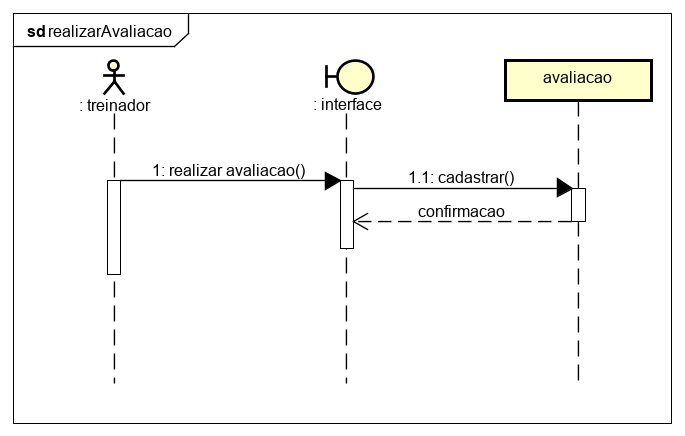 sd realizarAvaliacao
: treinador
: interface
avaliacao
1: realizar avaliacao()
1.1: cadastrar()
confirmacao